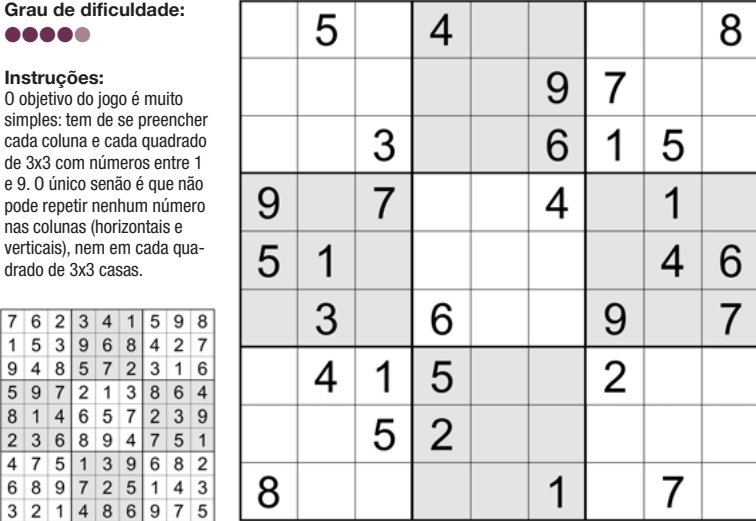 Grau de dificuldade:
Instruções:
O objetivo do jogo é muito
simples: tem de se preencher
cada coluna e cada quadrado
de 3x3 com números entre 1
e 9. O único senão é que não
pode repetir nenhum número
nas colunas (horizontais e
verticais), nem em cada qua-
drado de 3x3 casas.
7 6 2 3 4 1 5 9 8
1 5 3 9 6 8 4 2 7
9 4 8 5 7 2 3 1 6
5 9 7 2 1 3 8 6 4
8 1 4 6 5 7 2 3 9
2 3 6 8 9 4 7 5 1
4 7 5 1 3 9 6 8 2
6 8 9 7 2 5 1 4 3
3 2 1 4 8 6 9 7 5
5 4 8
9 7
3 6 1 5
9 7 4 1
5 1 4 6
3 6 9 7
4 1 5 2
5 2
8 1 7